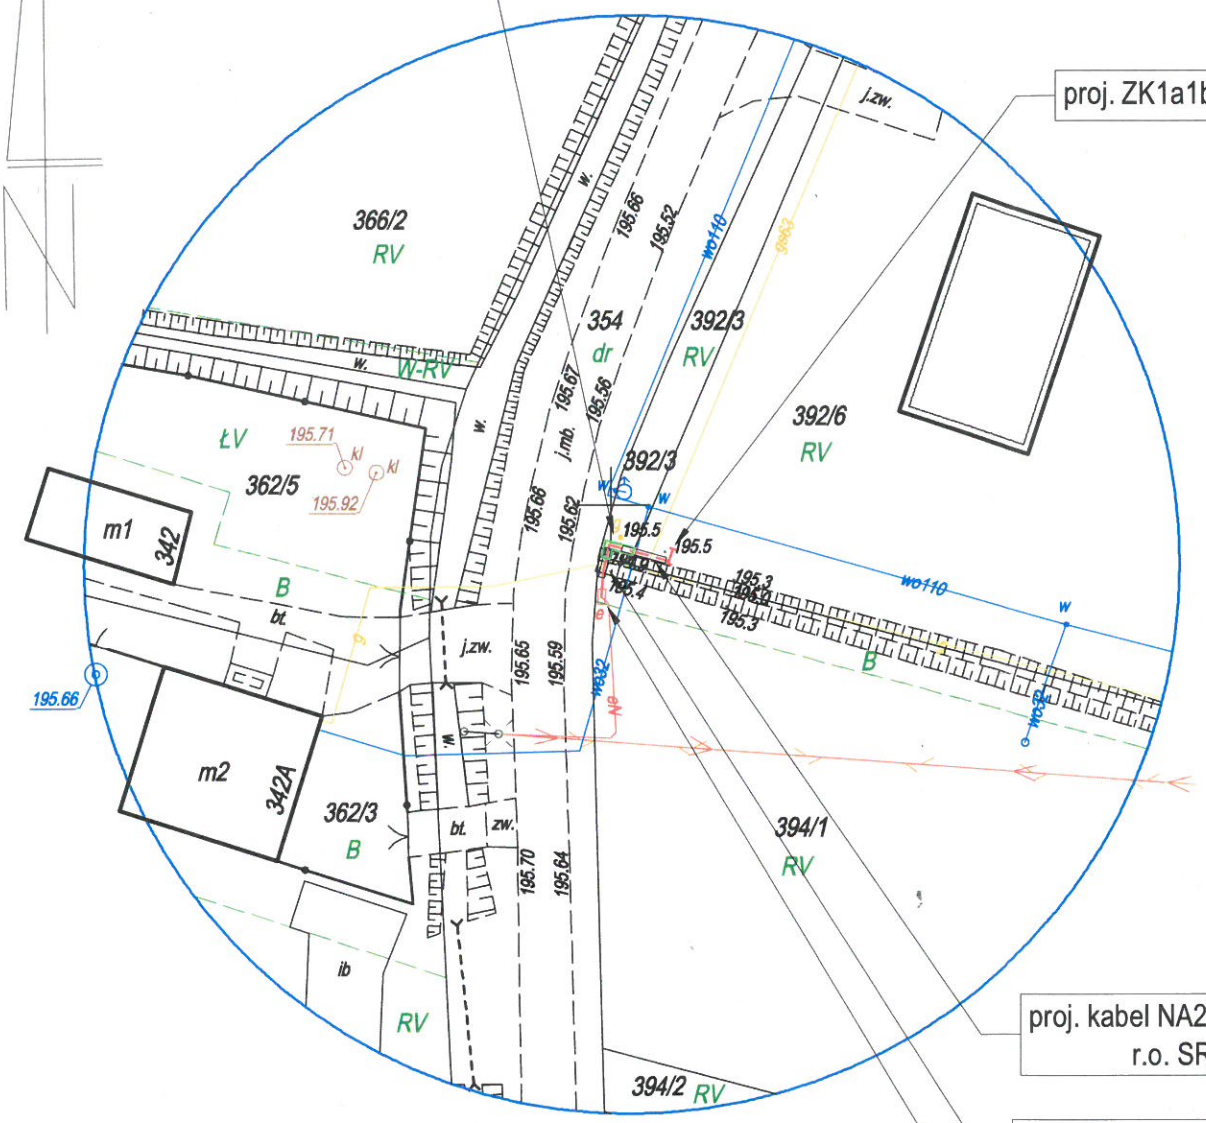 N
proj. ZK1a1b
j.zw.
366/2
RV
w.
195.66
195.52
wo110
gs63
354
dr
392/3
RV
w.
W-RV
195.67
195.56
392/6
RV
ŁV
195.71
kl
kl
195.92
362/5
w.
j.mb.
392/3
w
w
195.66
195.62
195.5
195.5
m1
342
195.4
195.3
195.3
wo110
w
B
bt.
g
j.zw.
195.65
195.59
wo32
eN
B
wo32
195.66
m2
342A
w.
362/3
B
bt.
zw.
195.70
195.64
394/1
RV
ib
RV
proj. kabel NA2
r.o. SR
394/2
RV